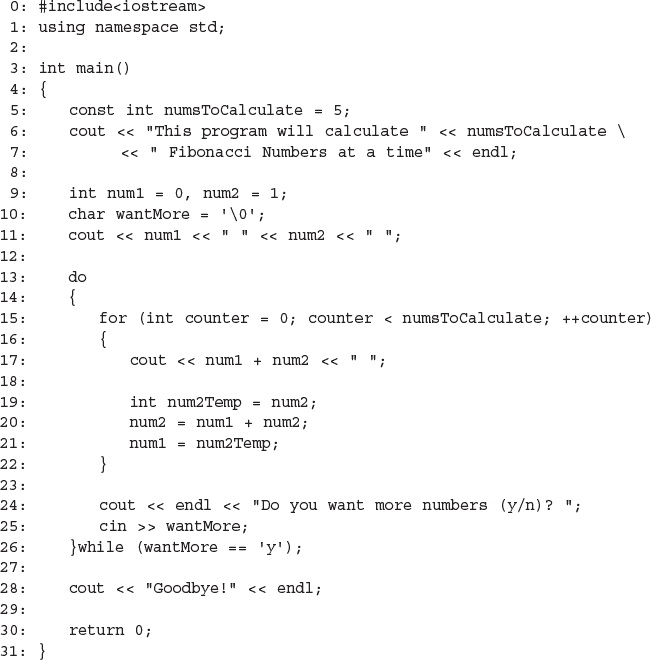 0: #include<iostream>
1: using namespace std;
2:
3: int main()
4: {
5:    const int numsToCalculate = 5;
6:    cout << "This program will calculate " << numsToCalculate \
7:         << " Fibonacci Numbers at a time" << endl;
8:
9:    int num1 = 0, num2 = 1;
10:    char wantMore = '\0';
11:    cout << num1 << " " << num2 << " ";
12:
13:    do
14:    {
15:       for (int counter = 0; counter < numsToCalculate; ++counter)
16:       {
17:          cout << num1 + num2 << " ";
18:
19:          int num2Temp = num2;
20:          num2 = num1 + num2;
21:          num1 = num2Temp;
22:       }
23:
24:       cout << endl << "Do you want more numbers (y/n)? ";
25:       cin >> wantMore;
26:    }while (wantMore == 'y');
27:
28:    cout << "Goodbye!" << endl;
29:
30:    return 0;
31: }